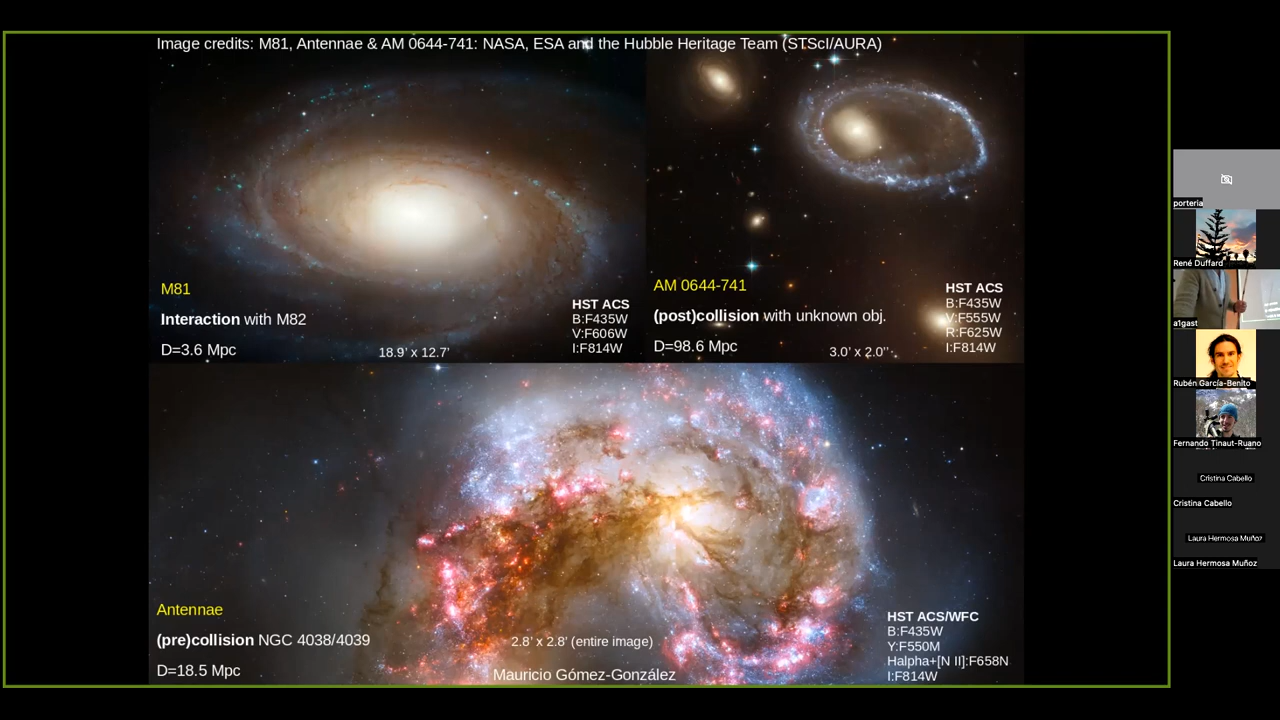 Image credits: M81, Antennae & AM 0644-741: NASA, ESA and the Hubble Heritage Team (STScI/AURA)
M81
Interaction with M82
D=3.6 Mpc
18.9' x 12.7'
HST ACS
B:F435W
V:F606W
I:F814W
AM 0644-741
(post)collision with unknown obj.
D=98.6 Mpc
3.0' x 2.0''
HST ACS
B:F435W
V:F555W
R:F625W
I:F814W
Antennae
(pre)collision NGC 4038/4039
D=18.5 Mpc
2.8' x 2.8' (entire image)
Mauricio Gómez-González
HST ACS/WFC
B:F435W
Y:F550M
Halpha+[N II]:F658N
I:F814W
porteria
René Duffard
a1gast
Rubén García-Benito
Fernando Tinaut-Ruano
Cristina Cabello
Cristina Cabello
Laura Hermosa Muñoz
Laura Hermosa Muñoz